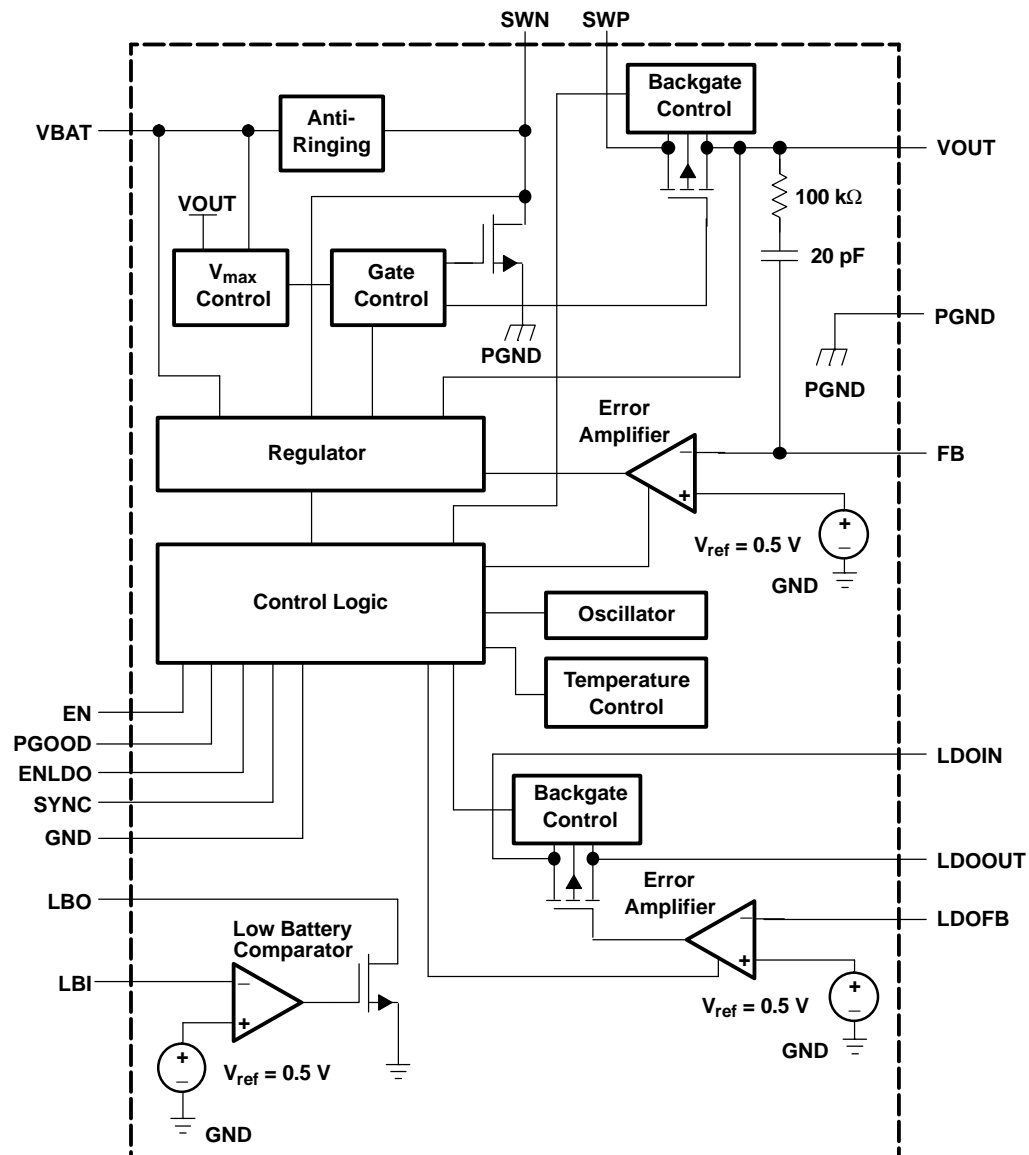 SWN SWP
Backgate
Control
Anti-
Ringing
VBAT
VOUT
VOUT
100 kΩ
20 pF
Vmax
Control
Gate
Control
PGND
PGND
PGND
Error
Amplifier
Regulator
−
+
FB
+
−
Vref = 0.5 V
GND
Control Logic
Oscillator
Temperature
Control
EN
PGOOD
ENLDO
SYNC
GND
LDOIN
Backgate
Control
LDOOUT
LBO
Error
Amplifier
LDOFB
Low Battery
Comparator
−
+
LBI
−
+
+
−
Vref = 0.5 V
GND
+
−
Vref = 0.5 V
GND